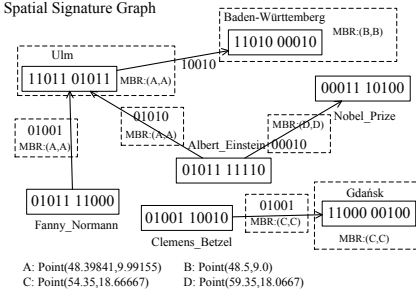 Spatial Signature Graph
Baden-Württemberg
11010 00010
MBR:(B,B)
Ulm
11011 01011
MBR:(A,A)
10010
00011 10100
Nobel_Prize
01001
MBR:(A,A)
01010
MBR:(A,A)
MBR:(D,D)
Albert_Einstein
00010
01011 11110
01011 11000
Fanny_Normann
01001 10010
Clemens_Betzel
01001
MBR:(C,C)
Gdańsk
11000 00100
MBR:(C,C)
A: Point(48.39841,9.99155) B: Point(48.5,9.0)
C: Point(54.35,18.66667) D: Point(59.35,18.0667)